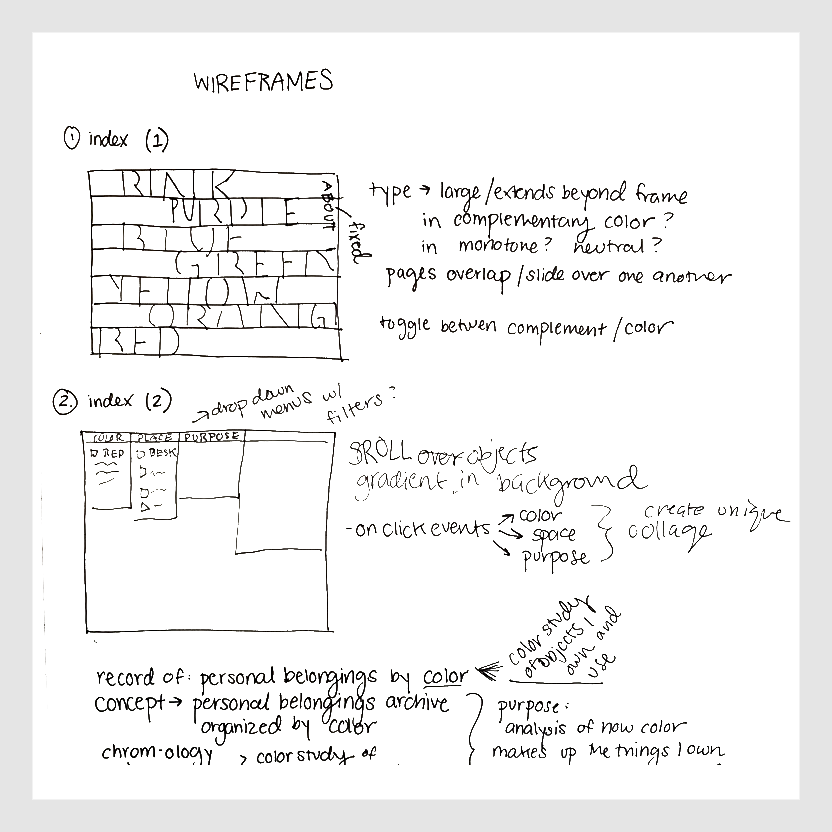 WIREFRAMES
① index (1)
PINK
PURPLE
BLUE
GREEN
YELLOW
ORANG
RED
ABOUT
fixed
type → large/extends beyond frame
in complementary color?
in monotone? neutral?
pages overlap/slide over one another
toggle betwen complement/color
② index (2)
→ drop down
menus w/
filters?
COLOR PLACE PURPOSE
RED DESK
SROLL over objects
gradient in background
- on click events → color
→ space
→ purpose
create unique
collage
color study
of objects I
own and
use
record of: personal belongings by color
concept → personal belongings archive
organized by color
chrom-ology > color study of
purpose:
analysis of how color
makes up the things I own